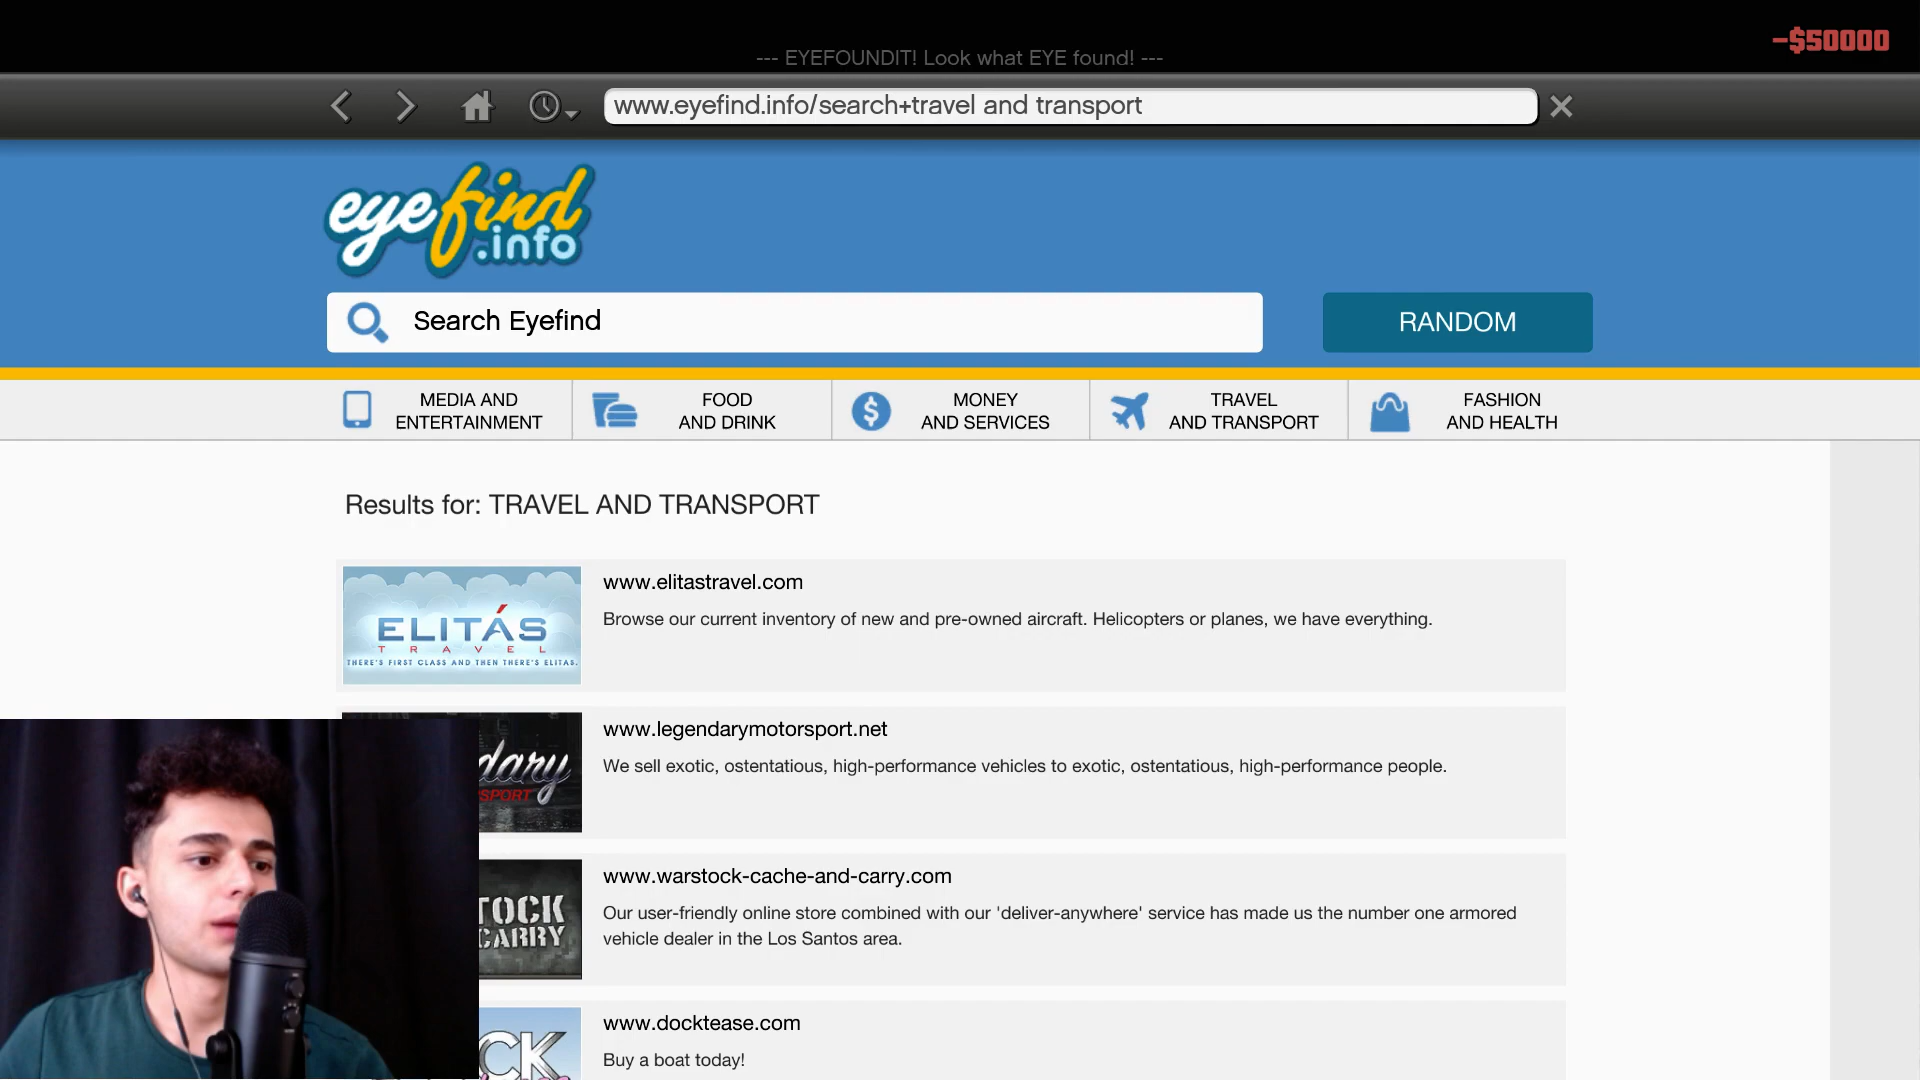 -$50000
--- EYEFOUNDIT! Look what EYE found! ---
www.eyefind.info/search+travel and transport
eyefind
.info
Search Eyefind
RANDOM
MEDIA AND
ENTERTAINMENT
FOOD
AND DRINK
MONEY
AND SERVICES
TRAVEL
AND TRANSPORT
FASHION
AND HEALTH
Results for: TRAVEL AND TRANSPORT
ELITÁS
TRAVEL
THERE'S FIRST CLASS AND THEN THERE'S ELITAS.
www.elitastravel.com
Browse our current inventory of new and pre-owned aircraft. Helicopters or planes, we have everything.
dary
SPORT
www.legendarymotorsport.net
We sell exotic, ostentatious, high-performance vehicles to exotic, ostentatious, high-performance people.
TOCK
CARRY
www.warstock-cache-and-carry.com
Our user-friendly online store combined with our 'deliver-anywhere' service has made us the number one armored
vehicle dealer in the Los Santos area.
CK
www.docktease.com
Buy a boat today!